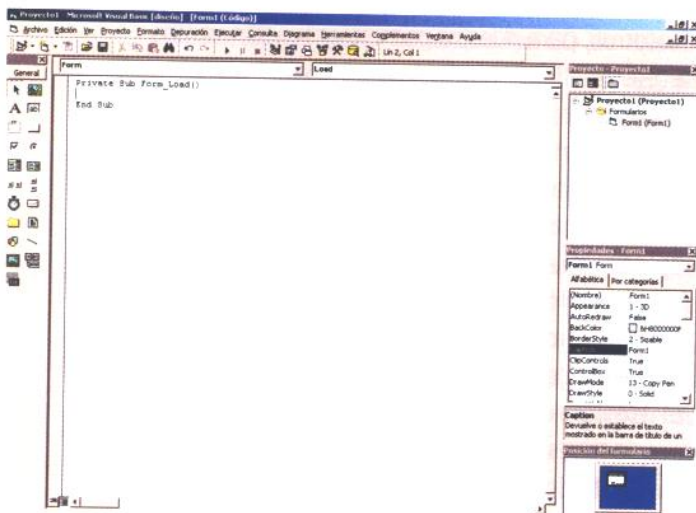 Proyecto1 - Microsoft Visual Basic [diseño] - [Form1 (Código)]
Archivo Edición Ver Proyecto Formato Depuración Ejecutar Consulta Diagrama Herramientas Complementos Ventana Ayuda
Lin 2, Col 1
General
Form
Load
Private Sub Form_Load()
End Sub
Proyecto - Proyecto1
Proyecto1 (Proyecto1)
Formularios
Form1 (Form1)
Propiedades - Form1
Form1 Form
Alfabética Por categorías
(Nombre) Form1
Appearance 1 - 3D
AutoRedraw False
BackColor &H8000000F
BorderStyle 2 - Sizable
Form1
ClipControls True
ControlBox True
DrawMode 13 - Copy Pen
DrawStyle 0 - Solid
Caption
Devuelve o establece el texto
mostrado en la barra de título de un
Posición del formulario